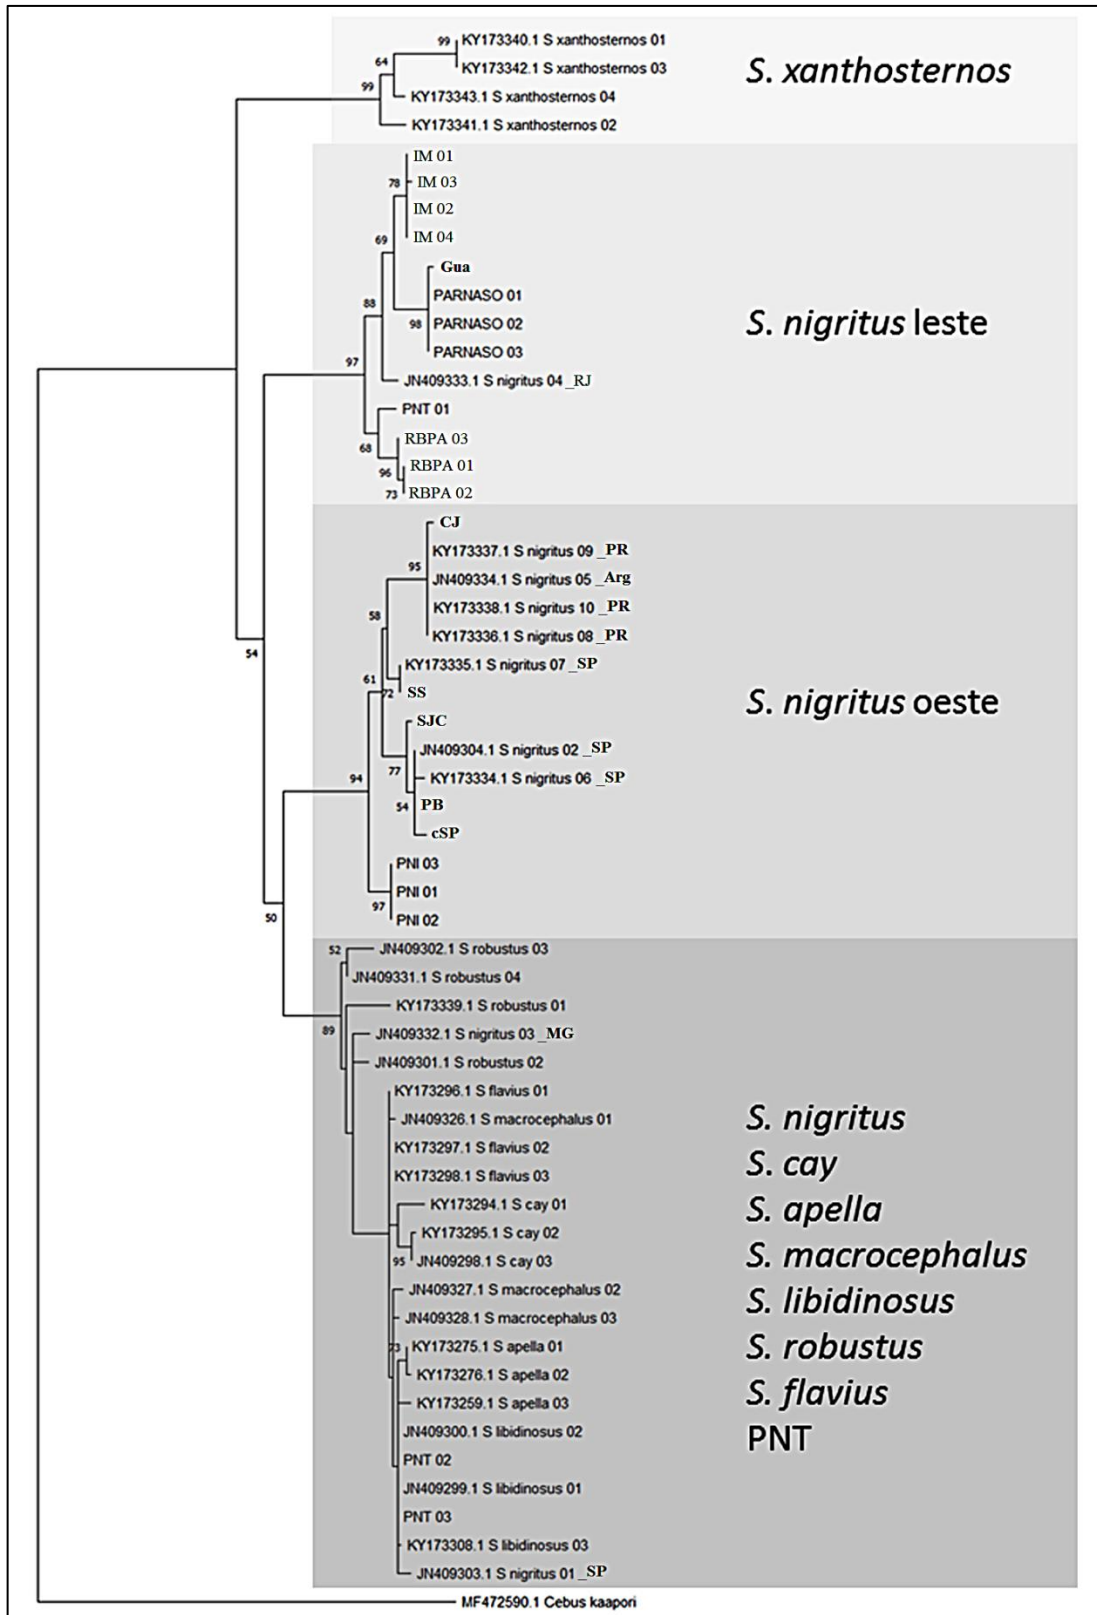 KY173340.1 S xanthosternos 01
99
KY173342.1 S xanthosternos 03
64
S. xanthosternos
99
KY173343.1 S xanthosternos 04
KY173341.1 S xanthosternos 02
IM 01
78
IM 03
IM 02
IM 04
69
Gua
PARNASO 01
88
98
PARNASO 02
S. nigritus leste
PARNASO 03
97
JN409333.1 S nigritus 04 _RJ
PNT 01
RBPA 03
68
96
RBPA 01
73
RBPA 02
CJ
KY173337.1 S nigritus 09 _PR
95
JN409334.1 S nigritus 05 _Arg
KY173338.1 S nigritus 10 _PR
58
KY173336.1 S nigritus 08 _PR
54
KY173335.1 S nigritus 07 _SP
61
72
SS
S. nigritus oeste
SJC
JN409304.1 S nigritus 02 _SP
77
KY173334.1 S nigritus 06 _SP
94
54
PB
cSP
PNI 03
PNI 01
97
PNI 02
50
52
JN409302.1 S robustus 03
JN409331.1 S robustus 04
KY173339.1 S robustus 01
89
JN409332.1 S nigritus 03 _MG
JN409301.1 S robustus 02
KY173296.1 S flavius 01
JN409326.1 S macrocephalus 01
KY173297.1 S flavius 02
KY173298.1 S flavius 03
KY173294.1 S cay 01
KY173295.1 S cay 02
95
JN409298.1 S cay 03
JN409327.1 S macrocephalus 02
JN409328.1 S macrocephalus 03
73
KY173275.1 S apella 01
KY173276.1 S apella 02
KY173259.1 S apella 03
JN409300.1 S libidinosus 02
PNT 02
JN409299.1 S libidinosus 01
PNT 03
KY173308.1 S libidinosus 03
JN409303.1 S nigritus 01 _SP
S. nigritus
S. cay
S. apella
S. macrocephalus
S. libidinosus
S. robustus
S. flavius
PNT
MF472590.1 Cebus kaapori